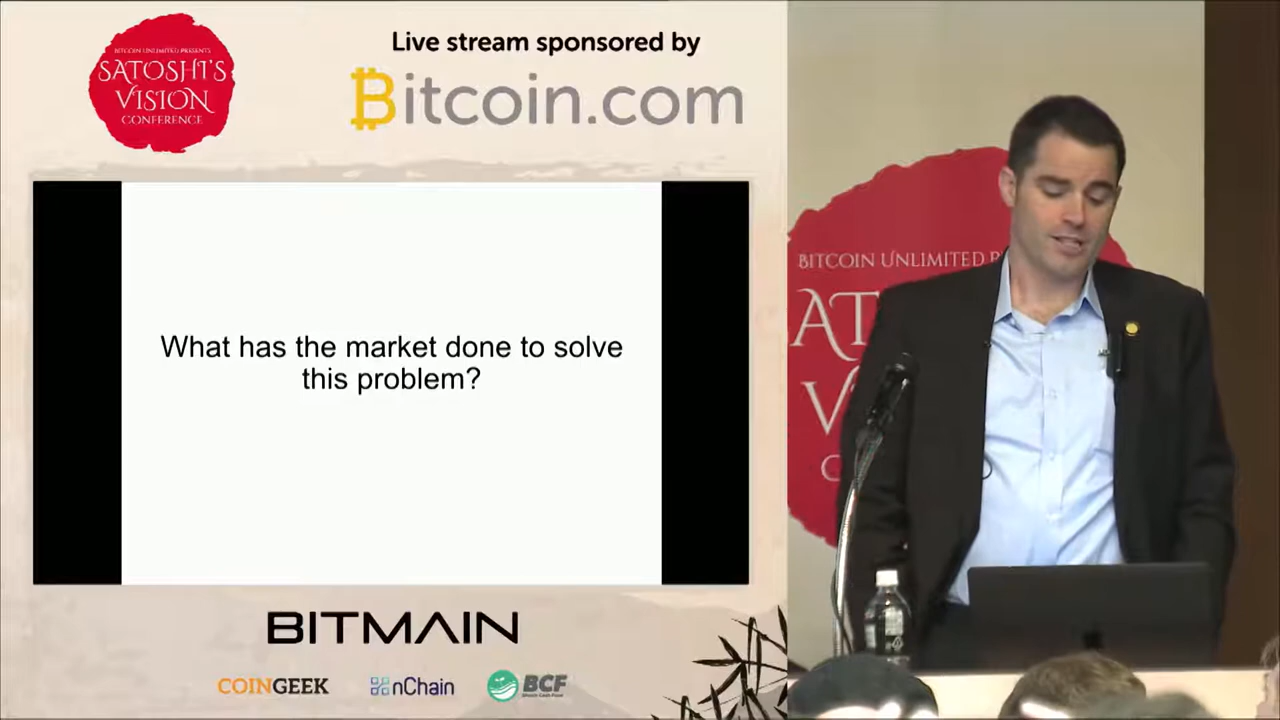 BITCOIN UNLIMITED PRESENTS
SATOSHI'S
VISION
CONFERENCE
Live stream sponsored by
Bitcoin.com
What has the market done to solve
this problem?
BITMAIN
COINGEEK
nChain
BCF
BITCOIN UNLIMITED P
SAT
V
C